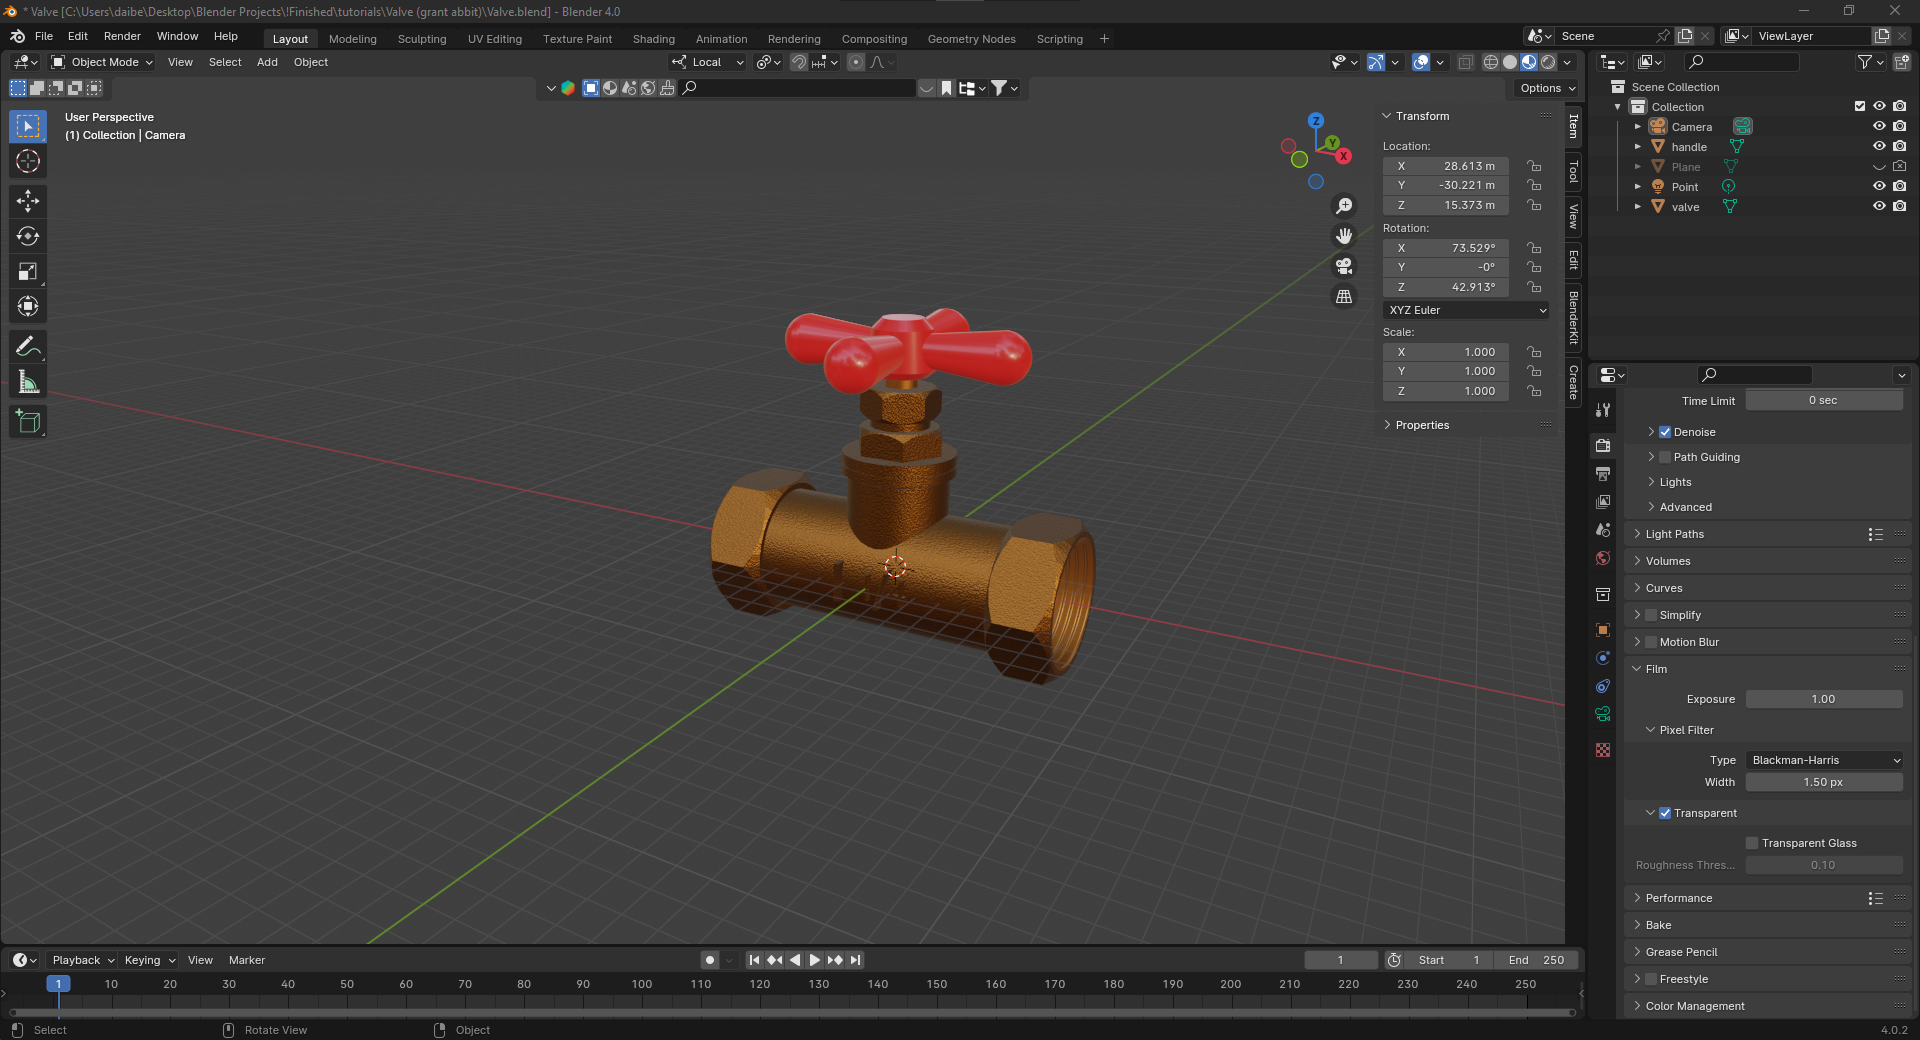 * Valve [C:\Users\daibe\Desktop\Blender Projects\!Finished\tutorials\Valve (grant abbit)\Valve.blend] - Blender 4.0
File Edit Render Window Help
Layout Modeling Sculpting UV Editing Texture Paint Shading Animation Rendering Compositing Geometry Nodes Scripting +
Scene
ViewLayer
Object Mode View Select Add Object
Local
Options
User Perspective
(1) Collection | Camera
Z
Y
X
Transform
Location:
X 28.613 m
Y -30.221 m
Z 15.373 m
Rotation:
X 73.529°
Y -0°
Z 42.913°
XYZ Euler
Scale:
X 1.000
Y 1.000
Z 1.000
Properties
Item
Tool
View
Edit
BlenderKit
Create
Scene Collection
Collection
Camera
handle
Plane
Point
valve
Time Limit 0 sec
Denoise
Path Guiding
Lights
Advanced
Light Paths
Volumes
Curves
Simplify
Motion Blur
Film
Exposure 1.00
Pixel Filter
Type Blackman-Harris
Width 1.50 px
Transparent
Transparent Glass
Roughness Thres... 0.10
Performance
Bake
Grease Pencil
Freestyle
Color Management
Playback Keying View Marker
1 Start 1 End 250
1 10 20 30 40 50 60 70 80 90 100 110 120 130 140 150 160 170 180 190 200 210 220 230 240 250
Select Rotate View Object
4.0.2